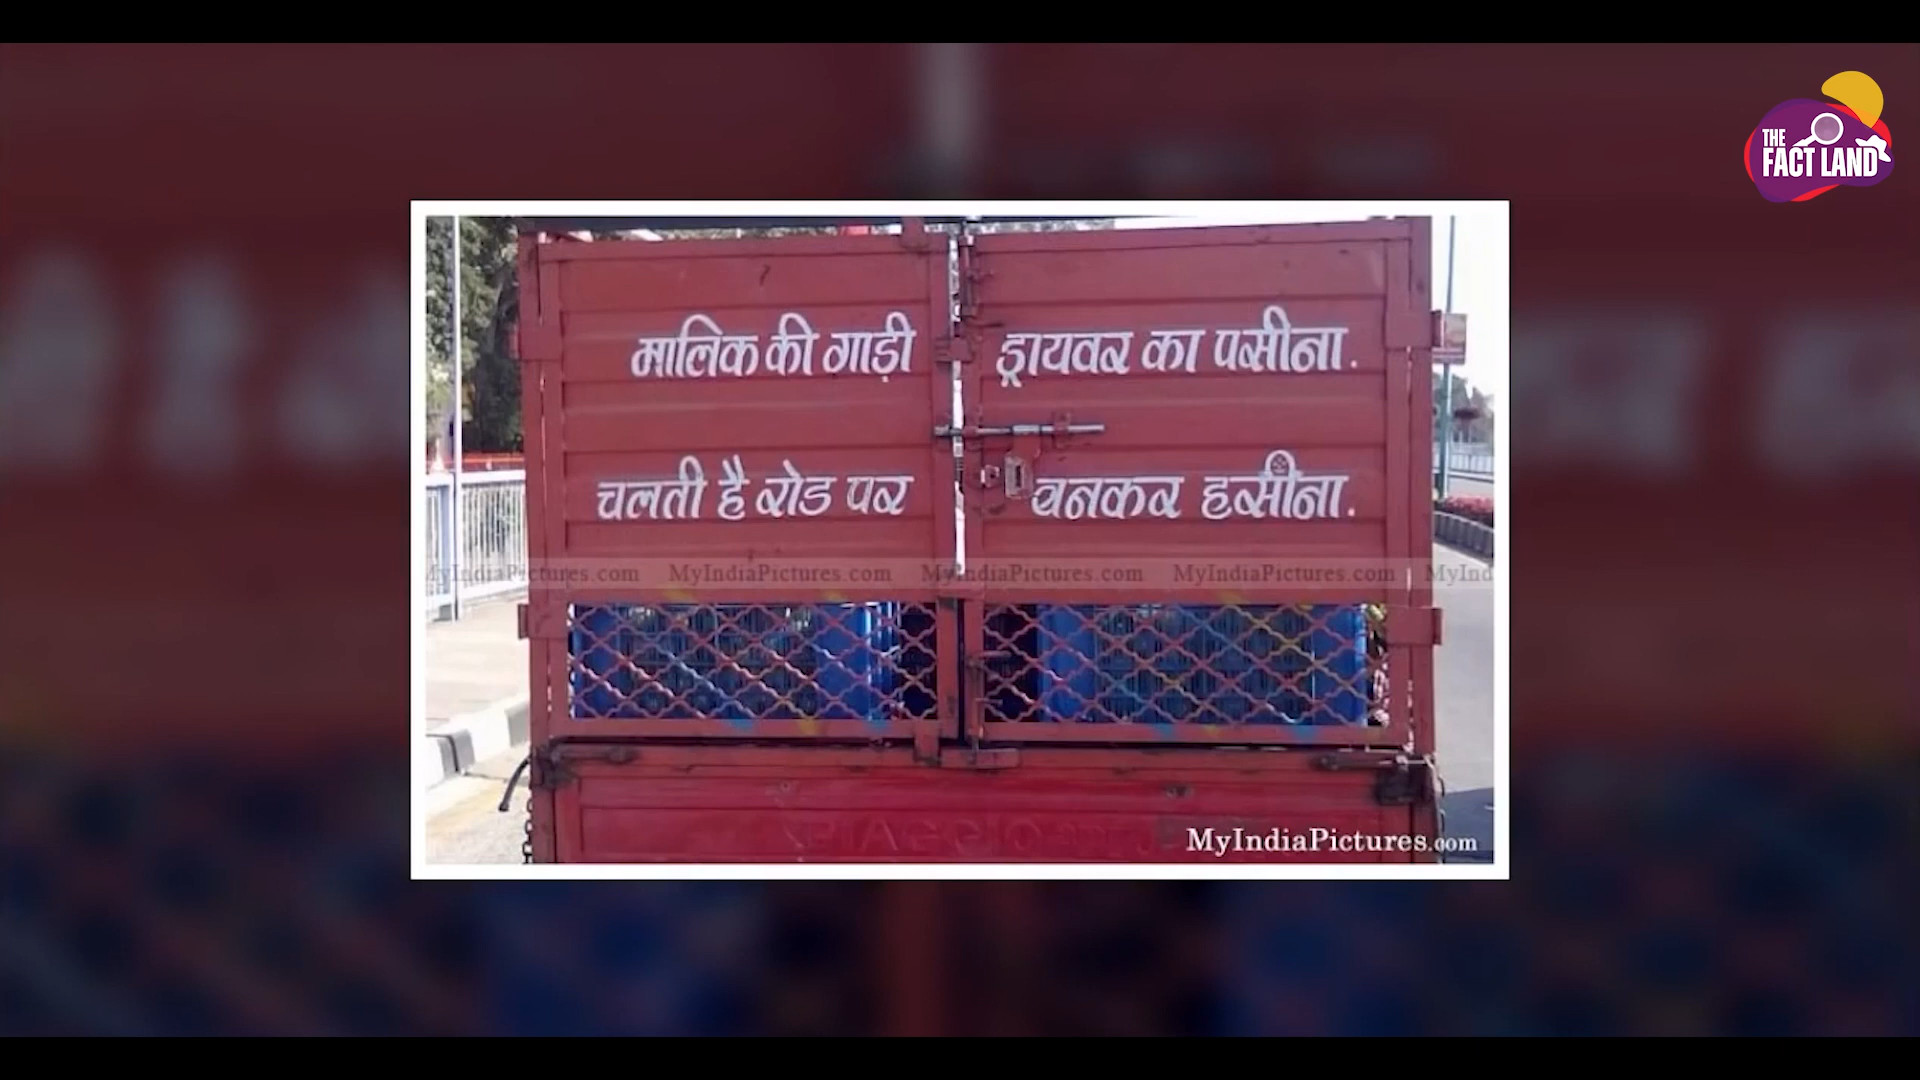 THE
FACT LAND
मालिक की गाड़ी ड्रायवर का पसीना.
चलती है रोड पर बनकर हसीना.
MyIndiaPictures.com MyIndiaPictures.com MyIndiaPictures.com MyIndiaPictures.com
PIAGGIO
MyIndiaPictures.com